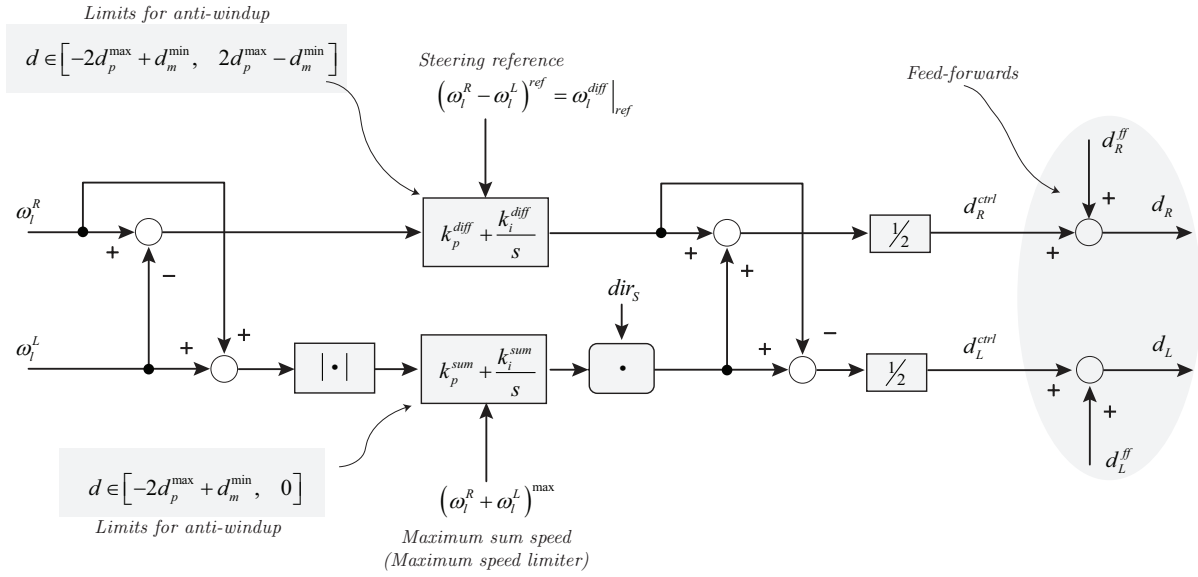 Limits for anti-windup
d ∈ [−2d_p^max + d_m^min, 2d_p^max − d_m^min]
Steering reference
(ω_l^R − ω_l^L)^ref = ω_l^diff|_ref
Feed-forwards
d_R^ff
ω_l^R
k_p^diff + k_i^diff/s
1/2
d_R^ctrl
d_R
+
−
+
+
+
+
+
dir_S
ω_l^L
+
|•|
k_p^sum + k_i^sum/s
•
+
−
1/2
d_L^ctrl
d_L
+
+
d_L^ff
d ∈ [−2d_p^max + d_m^min, 0]
Limits for anti-windup
(ω_l^R + ω_l^L)^max
Maximum sum speed
(Maximum speed limiter)